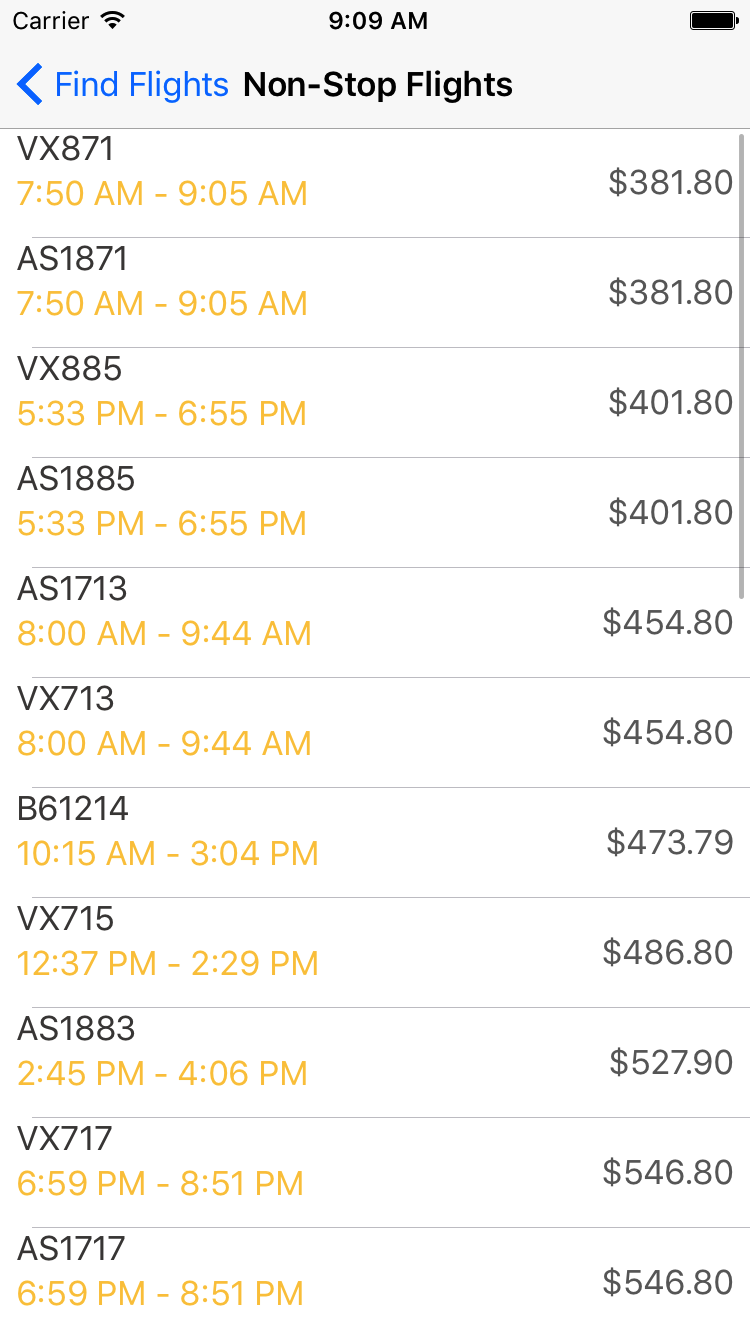 Carrier 9:09 AM
Find Flights Non-Stop Flights
VX871
7:50 AM - 9:05 AM
$381.80
AS1871
7:50 AM - 9:05 AM
$381.80
VX885
5:33 PM - 6:55 PM
$401.80
AS1885
5:33 PM - 6:55 PM
$401.80
AS1713
8:00 AM - 9:44 AM
$454.80
VX713
8:00 AM - 9:44 AM
$454.80
B61214
10:15 AM - 3:04 PM
$473.79
VX715
12:37 PM - 2:29 PM
$486.80
AS1883
2:45 PM - 4:06 PM
$527.90
VX717
6:59 PM - 8:51 PM
$546.80
AS1717
6:59 PM - 8:51 PM
$546.80